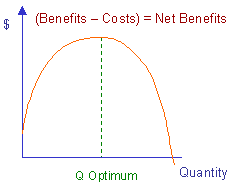 (Benefits – Costs) = Net Benefits
$
Quantity
Q Optimum